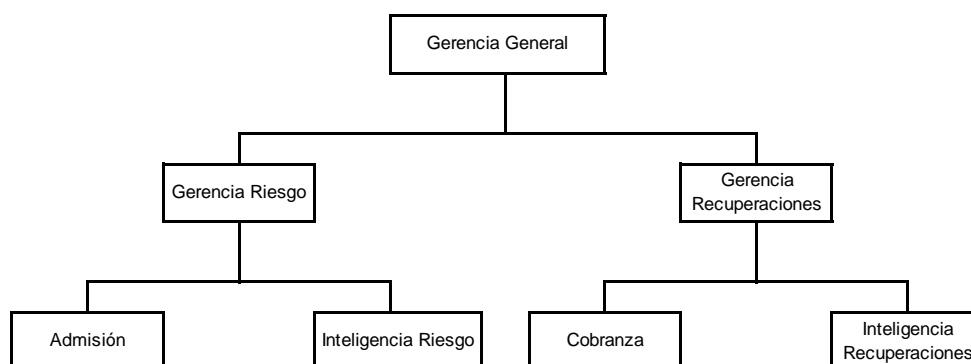 Gerencia General
Gerencia Riesgo
Gerencia
Recuperaciones
Admisión
Inteligencia Riesgo
Cobranza
Inteligencia
Recuperaciones